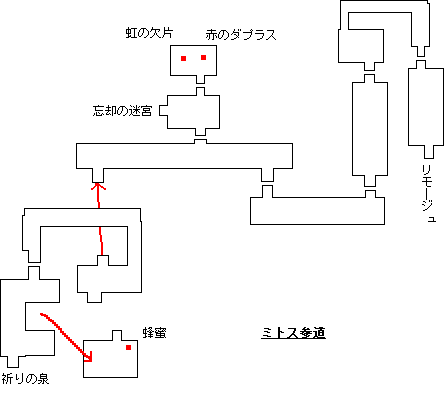 虹の欠片
赤のダプラス
忘却の迷宮
リモージュ
蜂蜜
ミトス参道
祈りの泉